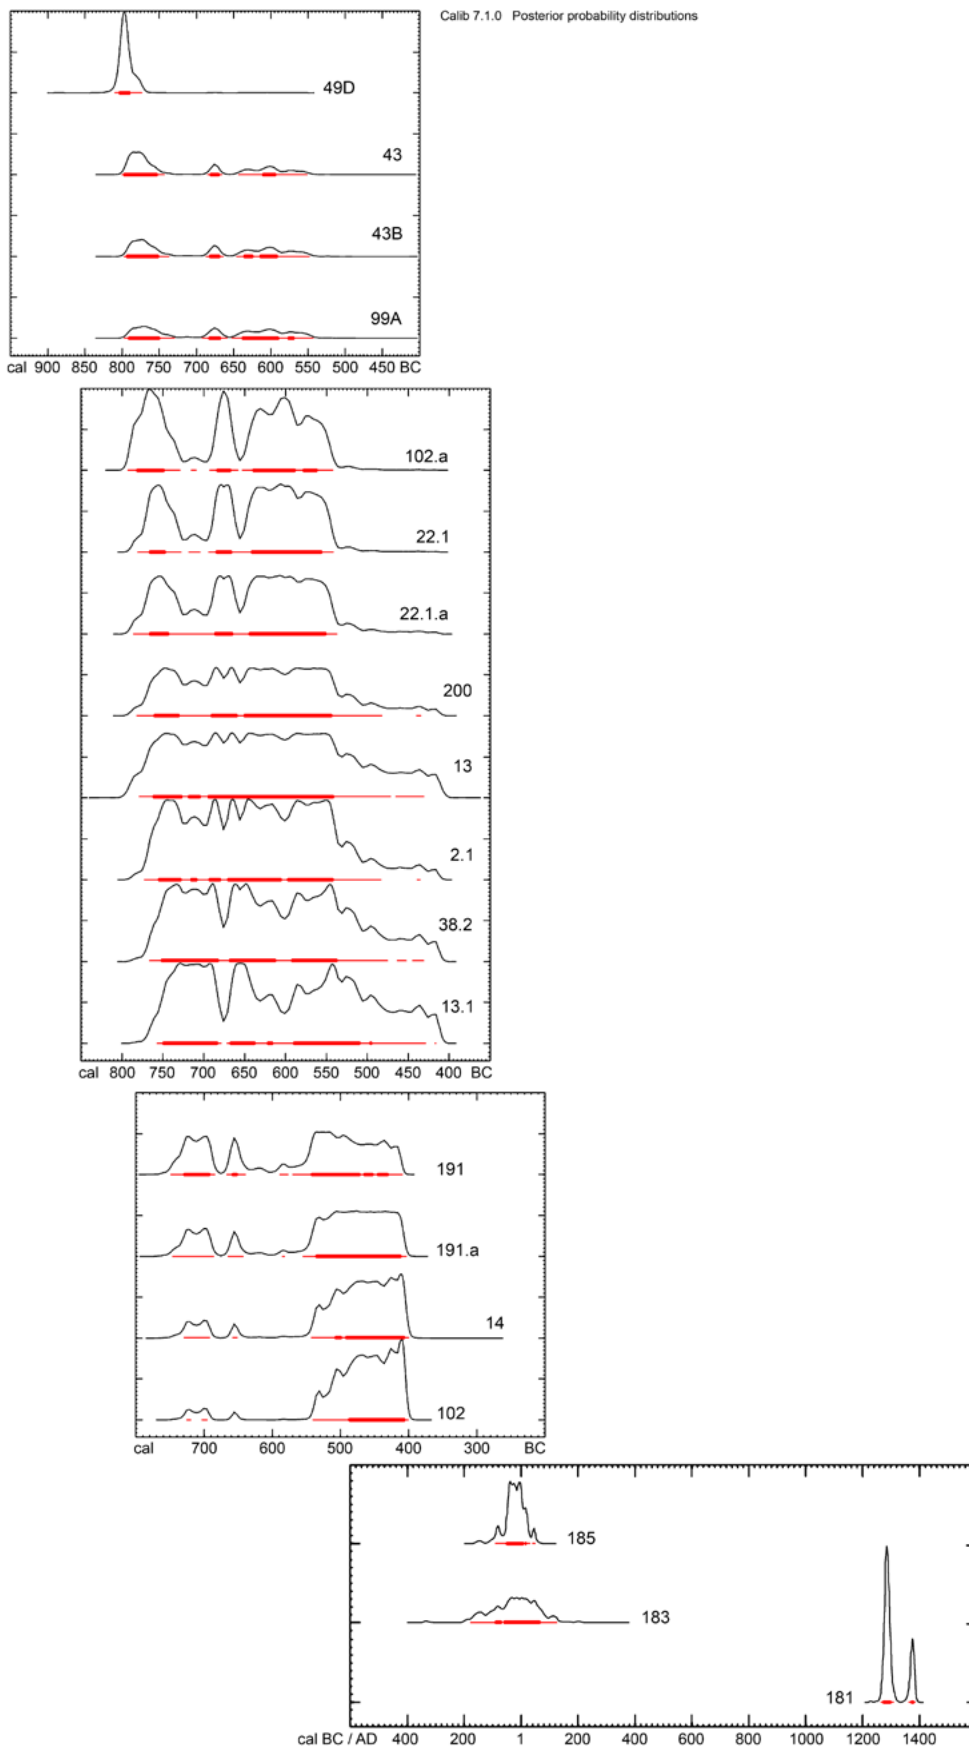 Calib 7.1.0 Posterior probability distributions
49D
43
43B
99A
cal 900 850 800 750 700 650 600 550 500 450 BC
102.a
22.1
22.1.a
200
13
2.1
38.2
13.1
cal 800 750 700 650 600 550 500 450 400 BC
191
191.a
14
102
cal 700 600 500 400 300 BC
185
183
181
cal BC / AD 400 200 1 200 400 600 800 1000 1200 1400